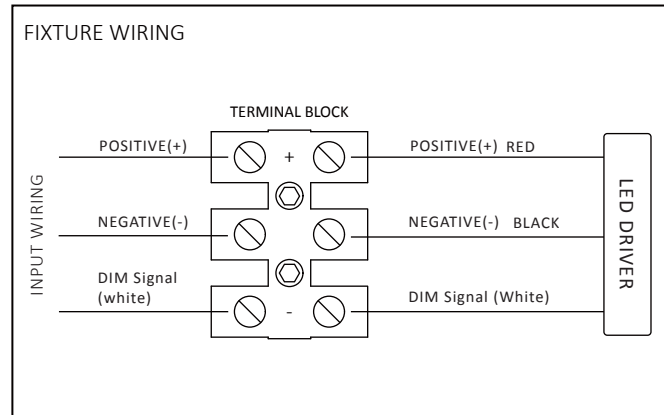 FIXTURE WIRING
TERMINAL BLOCK
POSITIVE(+)
+
POSITIVE(+) RED
NEGATIVE(-)
NEGATIVE(-) BLACK
DIM Signal
(white)
-
DIM Signal (White)
INPUT WIRING
LED DRIVER